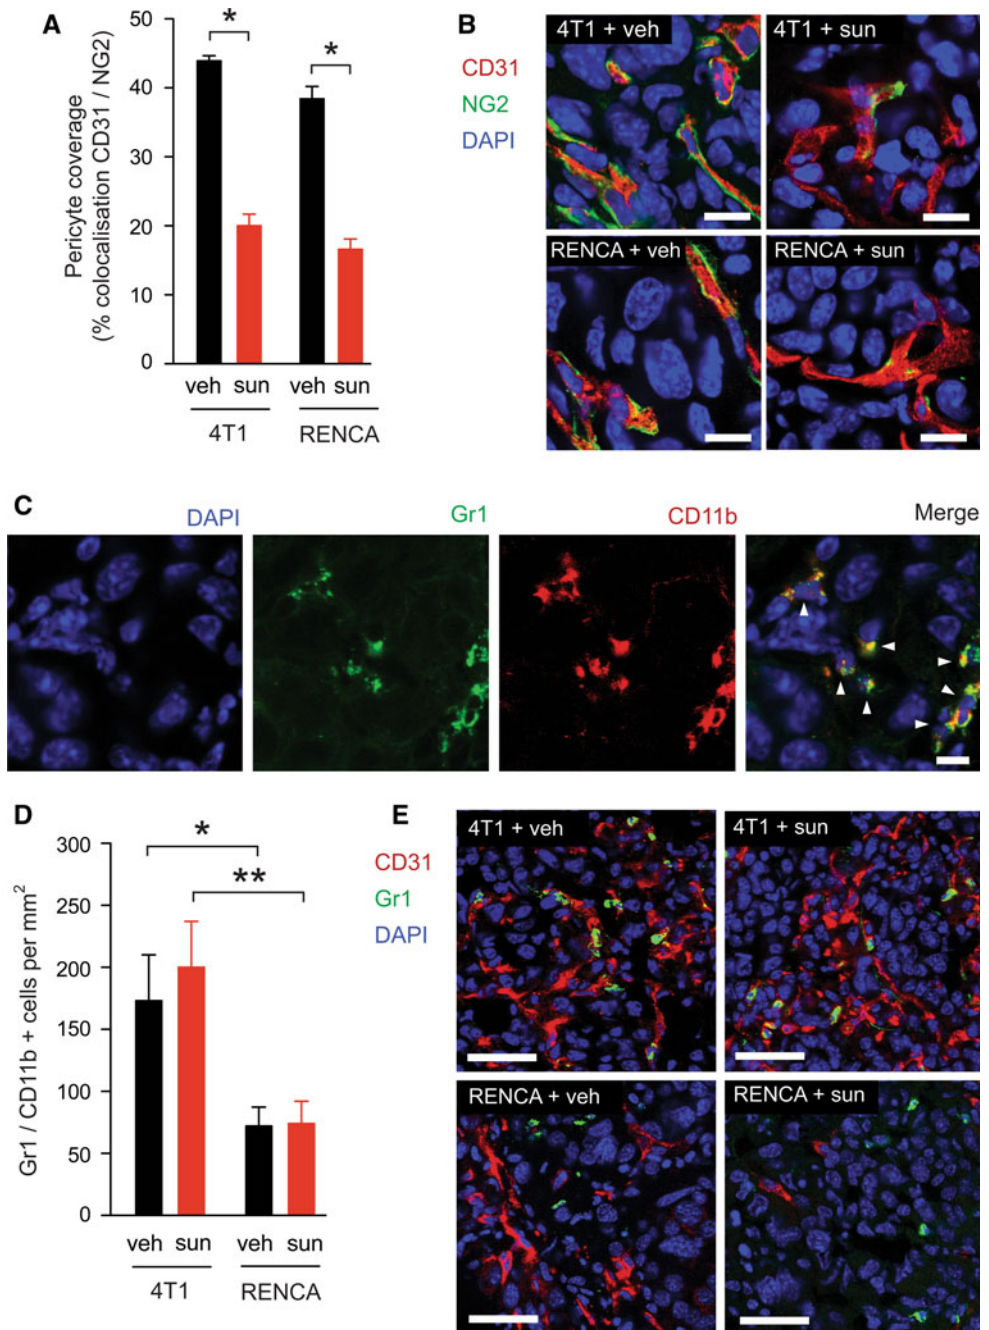 A
Pericyte coverage
(% colocalisation CD31 / NG2)
50
40
30
20
10
0
*
*
veh sun veh sun
4T1 RENCA
B
CD31
NG2
DAPI
4T1 + veh
4T1 + sun
RENCA + veh
RENCA + sun
C
DAPI
Gr1
CD11b
Merge
D
Gr1 / CD11b + cells per mm²
300
250
200
150
100
50
0
*
**
veh sun veh sun
4T1 RENCA
E
CD31
Gr1
DAPI
4T1 + veh
4T1 + sun
RENCA + veh
RENCA + sun